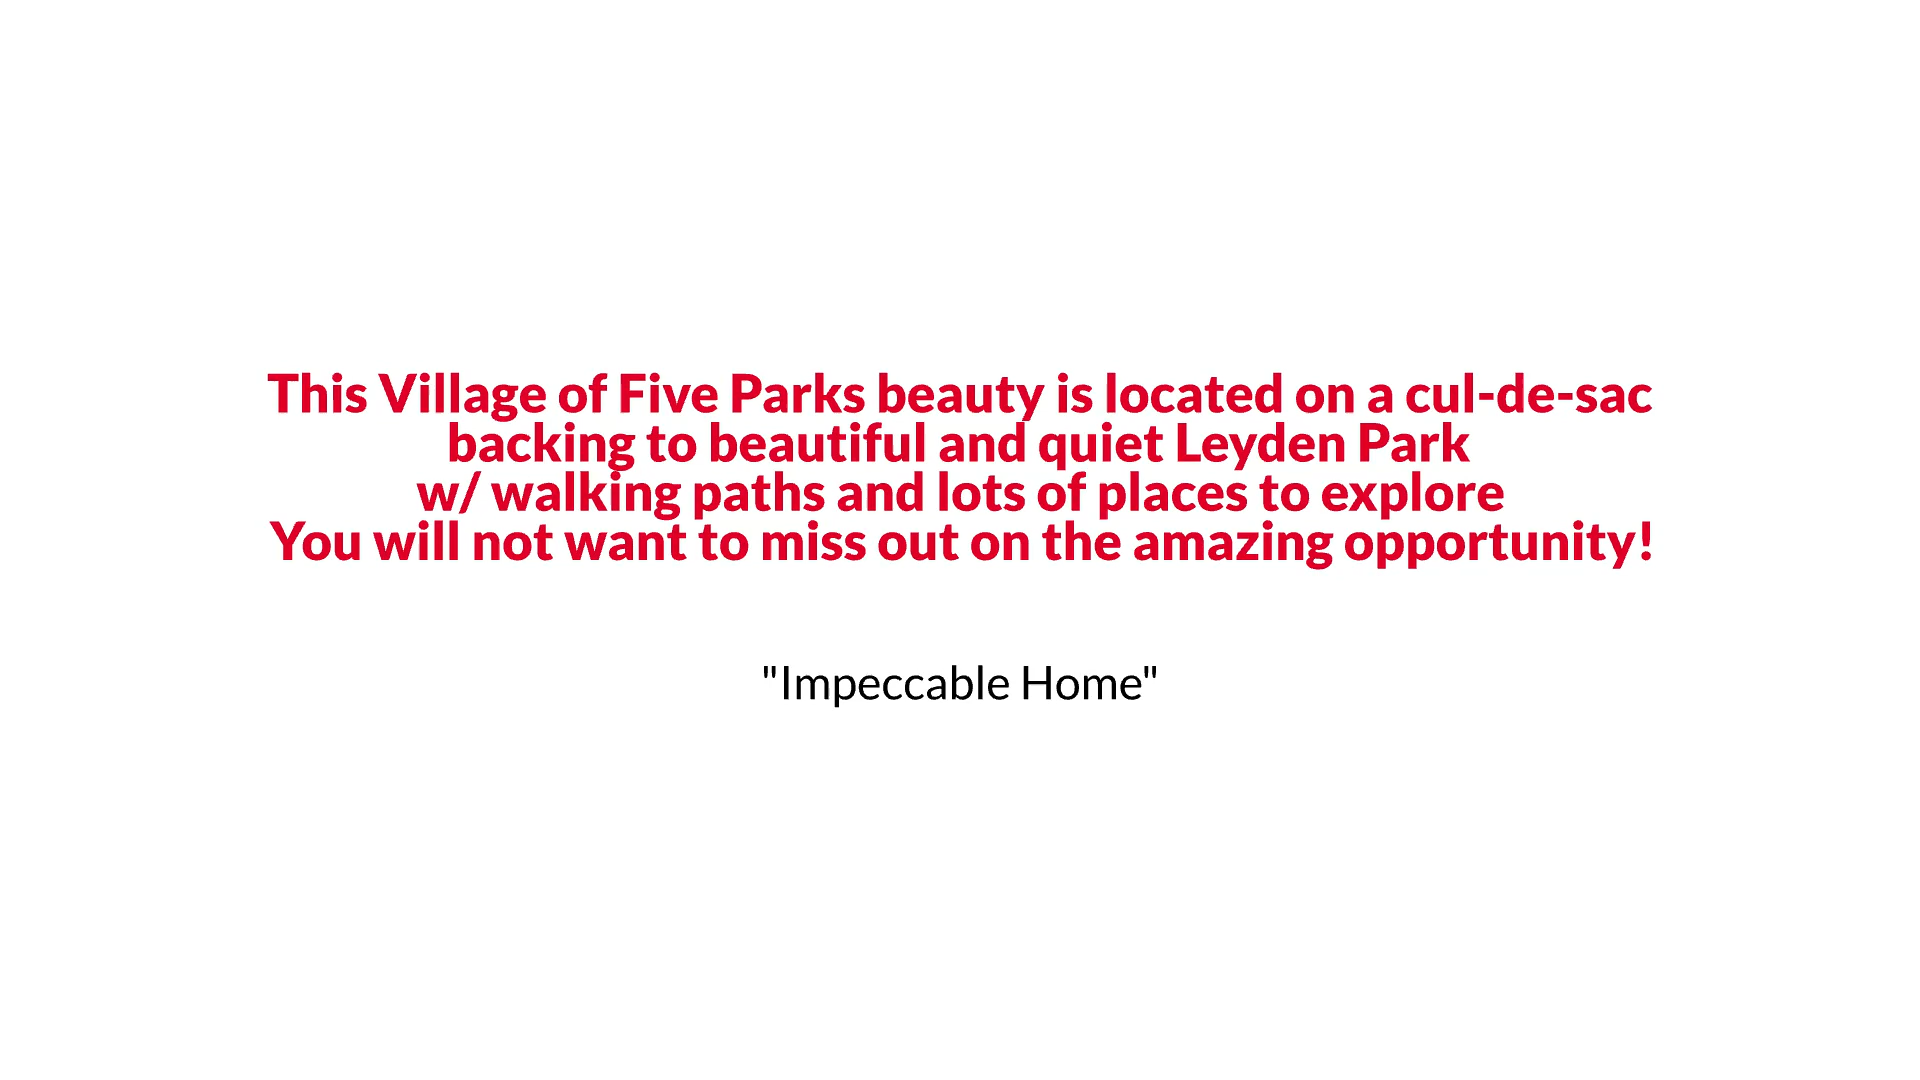 This Village of Five Parks beauty is located on a cul-de-sac
backing to beautiful and quiet Leyden Park
w/ walking paths and lots of places to explore
You will not want to miss out on the amazing opportunity!
"Impeccable Home"